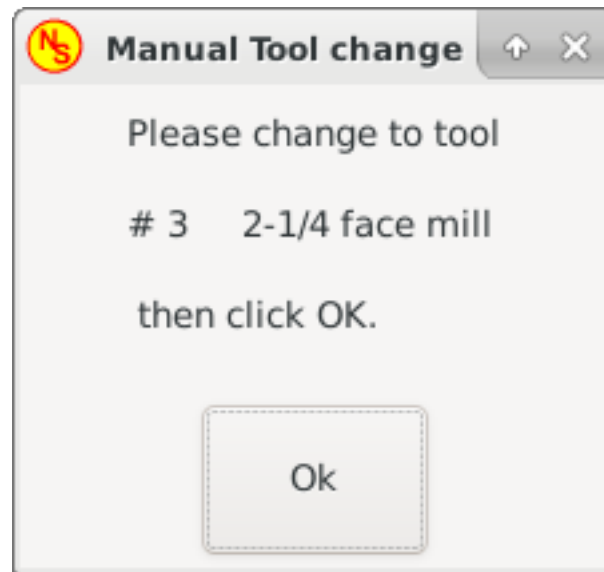 NS Manual Tool change
Please change to tool
# 3 2-1/4 face mill
then click OK.
Ok